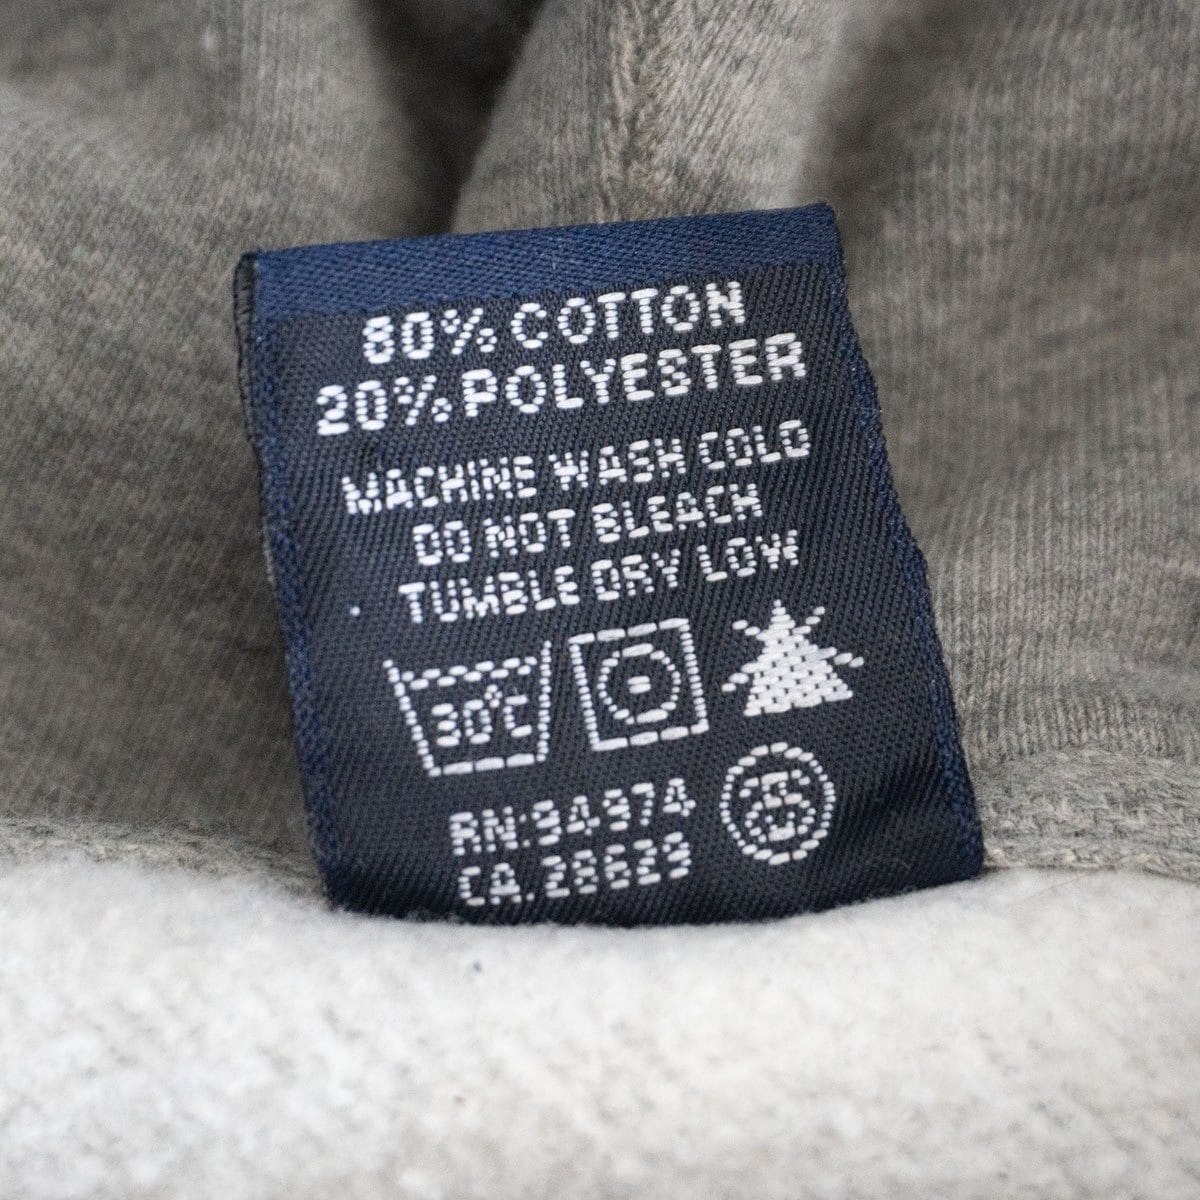 80% COTTON
20% POLYESTER
MACHINE WASH COLD
DO NOT BLEACH
TUMBLE DRY LOW
30°C
RN:94974
CA.28629